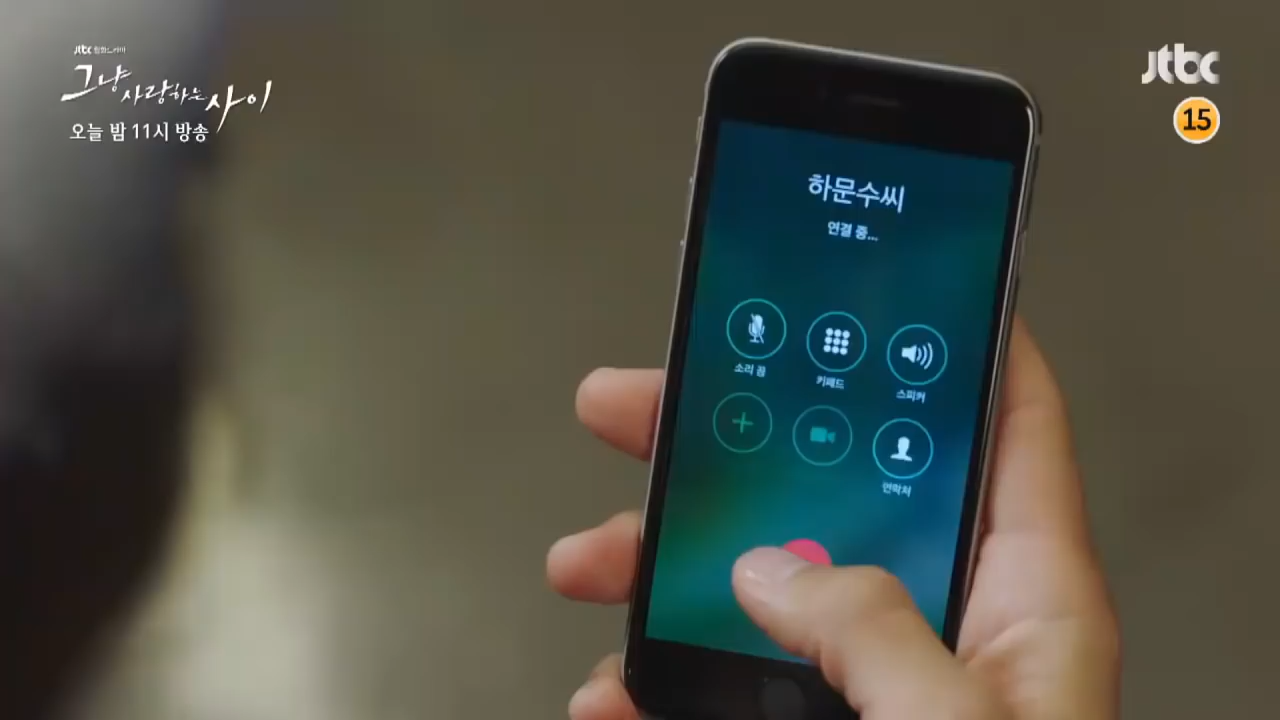 jtbc 월화드라마
그냥 사랑하는 사이
오늘 밤 11시 방송
jtbc
15
하문수씨
연결 중...
소리 끔
키패드
스피커
연락처